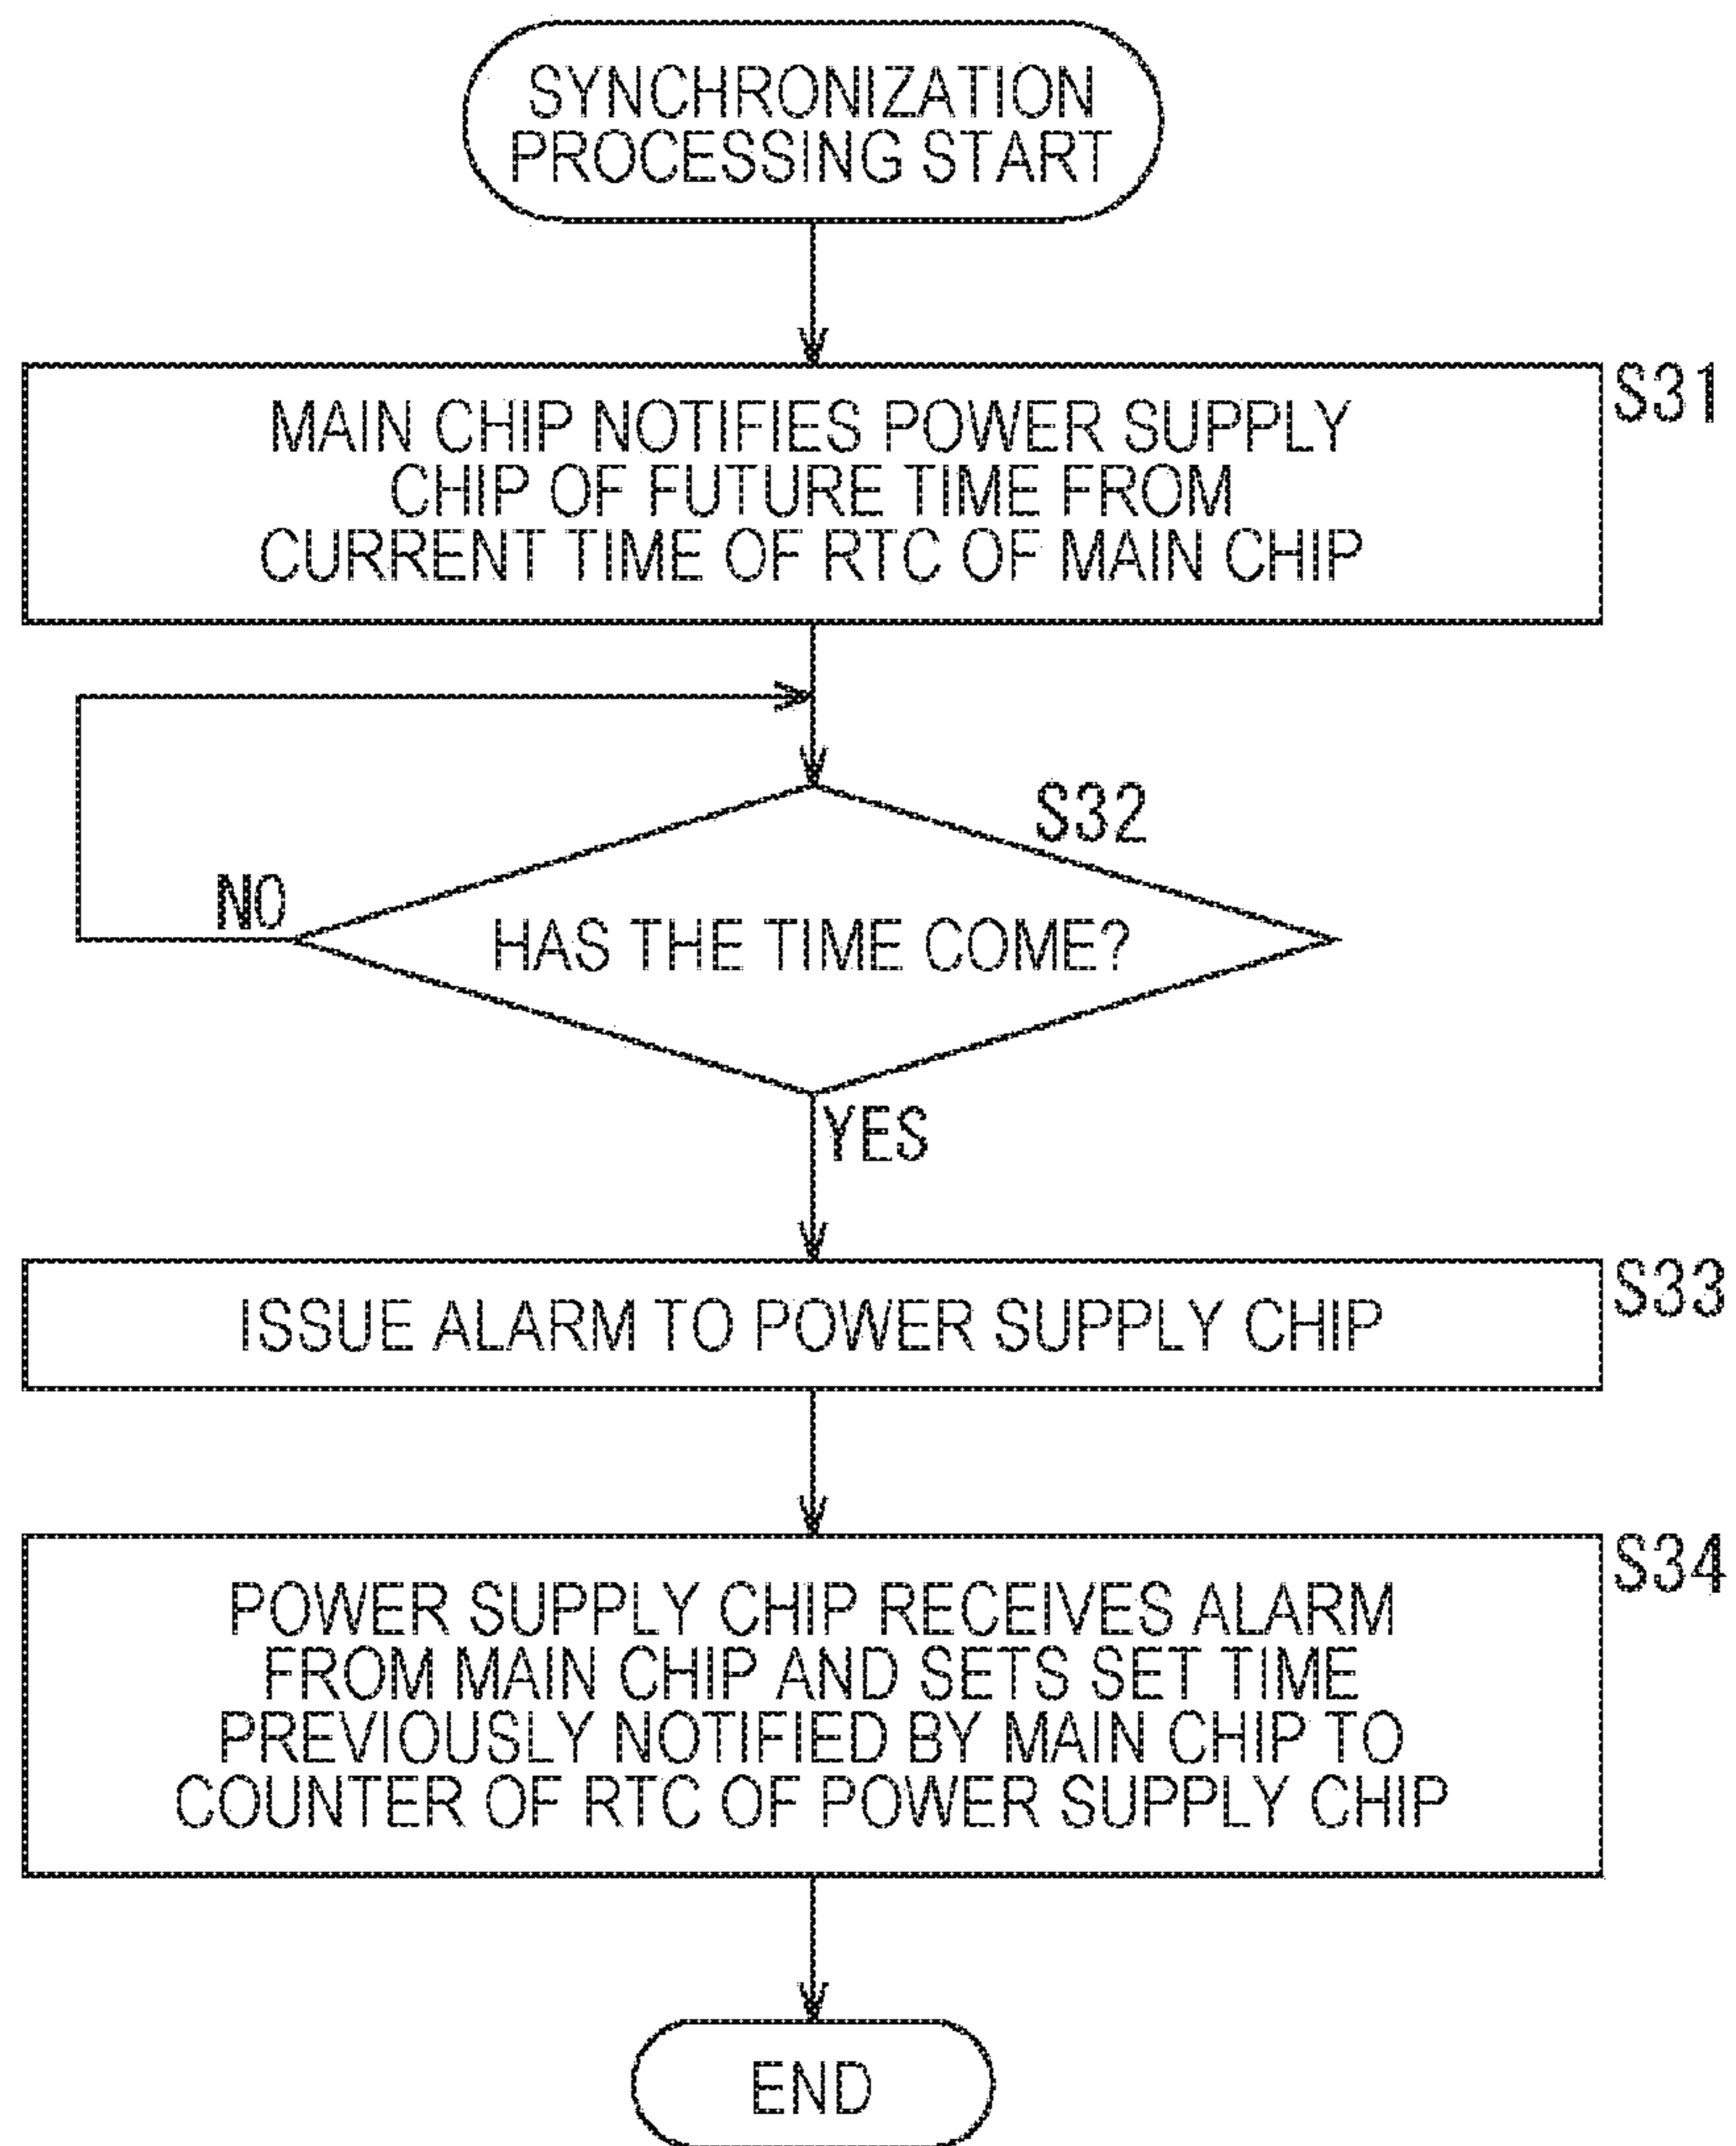 SYNCHRONIZATION
PROCESSING START
S31
MAIN CHIP NOTIFIES POWER SUPPLY
CHIP OF FUTURE TIME FROM
CURRENT TIME OF RTC OF MAIN CHIP
S32
NO
HAS THE TIME COME?
YES
S33
ISSUE ALARM TO POWER SUPPLY CHIP
S34
POWER SUPPLY CHIP RECEIVES ALARM
FROM MAIN CHIP AND SETS SET TIME
PREVIOUSLY NOTIFIED BY MAIN CHIP TO
COUNTER OF RTC OF POWER SUPPLY CHIP
END